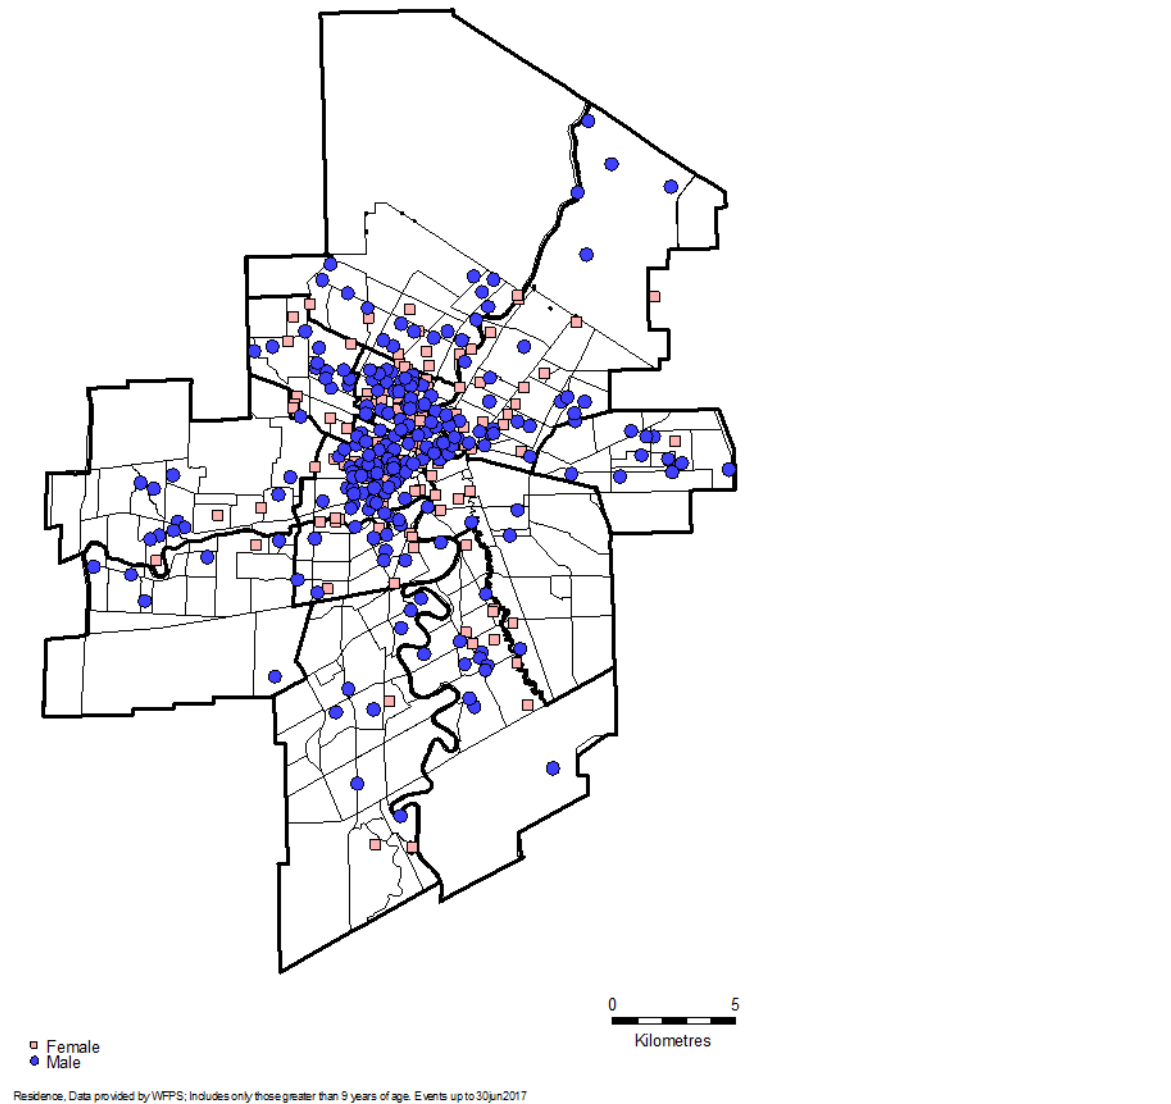 0 5
Kilometres
Female
Male
Residence, Data provided by WFPS; Includes only those greater than 9 years of age. Events up to 30jun2017